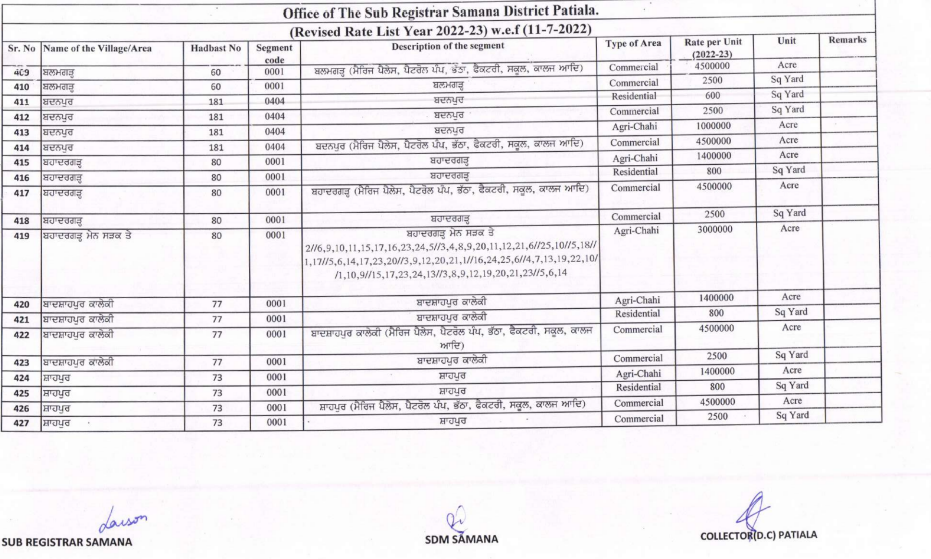 Office of The Sub Registrar Samana District Patiala.
(Revised Rate List Year 2022-23) w.e.f (11-7-2022)
Sr. No Name of the Village/Area Hadbast No Segment code Description of the segment Type of Area Rate per Unit (2022-23) Unit Remarks
409 ਬਲਮਗੜ੍ਹ 60 0001 ਬਲਮਗੜ੍ਹ (ਮੈਰਿਜ ਪੈਲੇਸ, ਪੈਟਰੋਲ ਪੰਪ, ਭੱਠਾ, ਫੈਕਟਰੀ, ਸਕੂਲ, ਕਾਲਜ ਆਦਿ) Commercial 4500000 Acre
410 ਬਲਮਗੜ੍ਹ 60 0001 ਬਲਮਗੜ੍ਹ Commercial 2500 Sq Yard
411 ਬਦਨਪੁਰ 181 0404 ਬਦਨਪੁਰ Residential 600 Sq Yard
412 ਬਦਨਪੁਰ 181 0404 ਬਦਨਪੁਰ Commercial 2500 Sq Yard
413 ਬਦਨਪੁਰ 181 0404 ਬਦਨਪੁਰ Agri-Chahi 1000000 Acre
414 ਬਦਨਪੁਰ 181 0404 ਬਦਨਪੁਰ (ਮੈਰਿਜ ਪੈਲੇਸ, ਪੈਟਰੋਲ ਪੰਪ, ਭੱਠਾ, ਫੈਕਟਰੀ, ਸਕੂਲ, ਕਾਲਜ ਆਦਿ) Commercial 4500000 Acre
415 ਬਹਾਦਰਗੜ੍ਹ 80 0001 ਬਹਾਦਰਗੜ੍ਹ Agri-Chahi 1400000 Acre
416 ਬਹਾਦਰਗੜ੍ਹ 80 0001 ਬਹਾਦਰਗੜ੍ਹ Residential 800 Sq Yard
417 ਬਹਾਦਰਗੜ੍ਹ 80 0001 ਬਹਾਦਰਗੜ੍ਹ (ਮੈਰਿਜ ਪੈਲੇਸ, ਪੈਟਰੋਲ ਪੰਪ, ਭੱਠਾ, ਫੈਕਟਰੀ, ਸਕੂਲ, ਕਾਲਜ ਆਦਿ) Commercial 4500000 Acre
418 ਬਹਾਦਰਗੜ੍ਹ 80 0001 ਬਹਾਦਰਗੜ੍ਹ Commercial 2500 Sq Yard
419 ਬਹਾਦਰਗੜ੍ਹ ਮੇਨ ਸੜਕ ਤੇ 80 0001 ਬਹਾਦਰਗੜ੍ਹ ਮੇਨ ਸੜਕ ਤੇ Agri-Chahi 3000000 Acre
2//6,9,10,11,15,17,16,23,24,5//3,4,8,9,20,11,12,21,6//25,10//5,18//
1,17//5,6,14,17,23,20//3,9,12,20,21,1//16,24,25,6//4,7,13,19,22,10/
/1,10,9//15,17,23,24,13//3,8,9,12,19,20,21,23//5,6,14
420 ਬਾਦਸ਼ਾਹਪੁਰ ਕਾਲੇਕੀ 77 0001 ਬਾਦਸ਼ਾਹਪੁਰ ਕਾਲੇਕੀ Agri-Chahi 1400000 Acre
421 ਬਾਦਸ਼ਾਹਪੁਰ ਕਾਲੇਕੀ 77 0001 ਬਾਦਸ਼ਾਹਪੁਰ ਕਾਲੇਕੀ Residential 800 Sq Yard
422 ਬਾਦਸ਼ਾਹਪੁਰ ਕਾਲੇਕੀ 77 0001 ਬਾਦਸ਼ਾਹਪੁਰ ਕਾਲੇਕੀ (ਮੈਰਿਜ ਪੈਲੇਸ, ਪੈਟਰੋਲ ਪੰਪ, ਭੱਠਾ, ਫੈਕਟਰੀ, ਸਕੂਲ, ਕਾਲਜ Commercial 4500000 Acre
ਆਦਿ)
423 ਬਾਦਸ਼ਾਹਪੁਰ ਕਾਲੇਕੀ 77 0001 ਬਾਦਸ਼ਾਹਪੁਰ ਕਾਲੇਕੀ Commercial 2500 Sq Yard
424 ਸ਼ਾਹਪੁਰ 73 0001 ਸ਼ਾਹਪੁਰ Agri-Chahi 1400000 Acre
425 ਸ਼ਾਹਪੁਰ 73 0001 ਸ਼ਾਹਪੁਰ Residential 800 Sq Yard
426 ਸ਼ਾਹਪੁਰ 73 0001 ਸ਼ਾਹਪੁਰ (ਮੈਰਿਜ ਪੈਲੇਸ, ਪੈਟਰੋਲ ਪੰਪ, ਭੱਠਾ, ਫੈਕਟਰੀ, ਸਕੂਲ, ਕਾਲਜ ਆਦਿ) Commercial 4500000 Acre
427 ਸ਼ਾਹਪੁਰ 73 0001 ਸ਼ਾਹਪੁਰ Commercial 2500 Sq Yard
SUB REGISTRAR SAMANA SDM SAMANA COLLECTOR(D.C) PATIALA